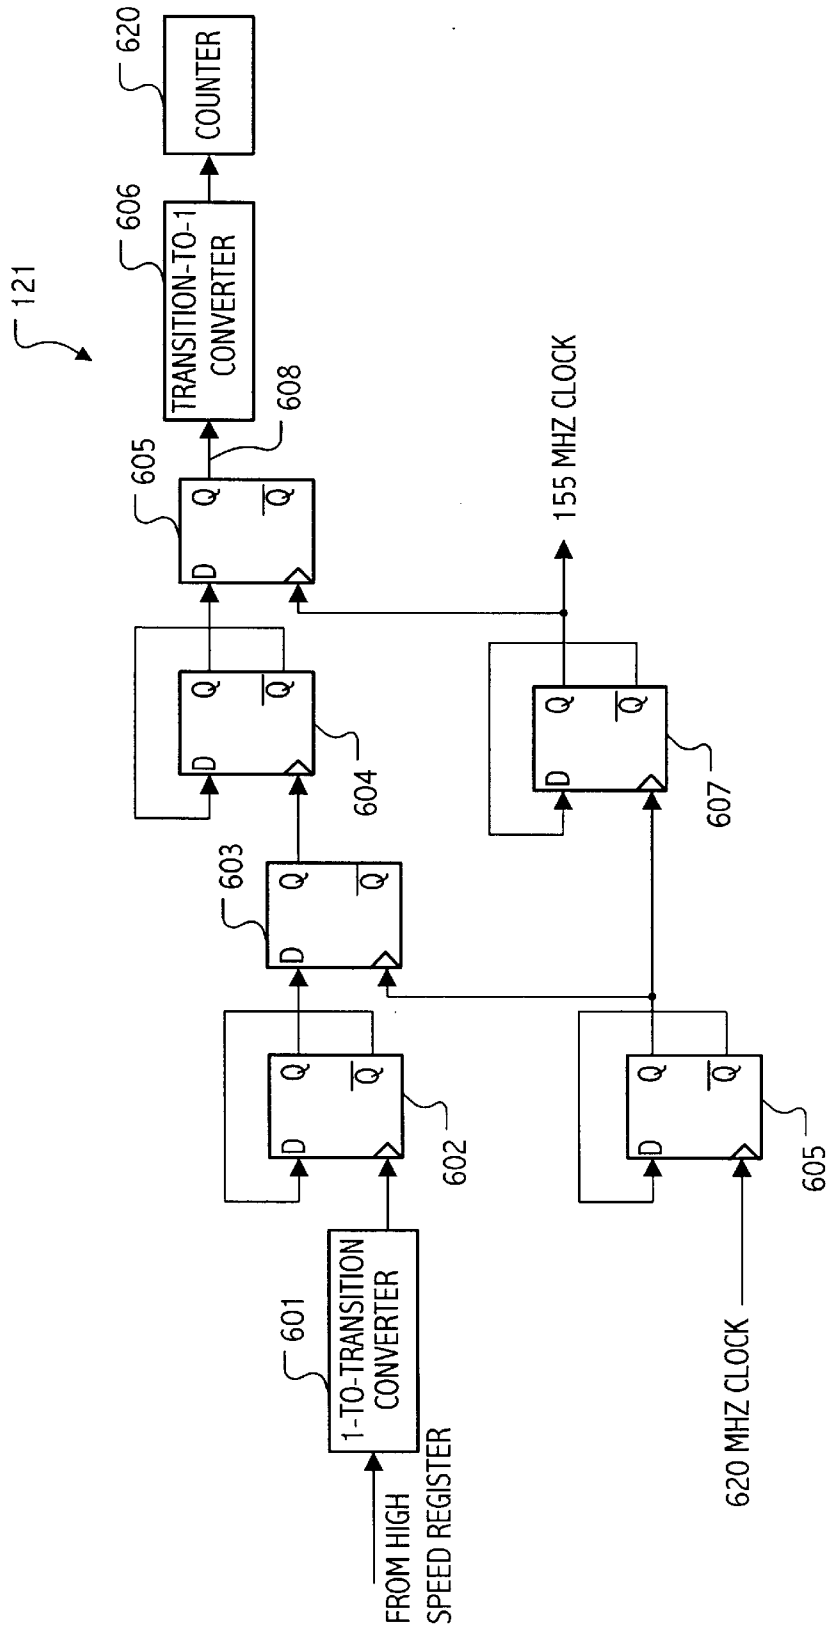 121
FROM HIGH
SPEED REGISTER
601
1-TO-TRANSITION
CONVERTER
D
Q
Q
602
603
D
Q
Q
D
Q
Q
604
605
D
Q
Q
608
606
TRANSITION-TO-1
CONVERTER
620
COUNTER
620 MHZ CLOCK
D
Q
Q
605
D
Q
Q
607
155 MHZ CLOCK